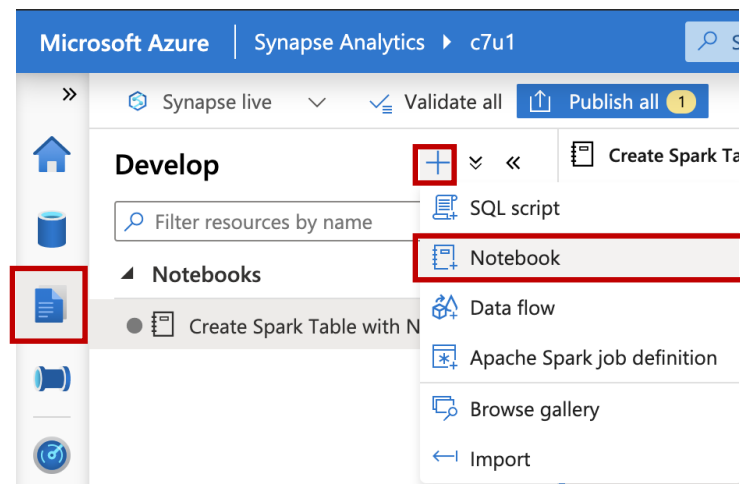 Microsoft Azure Synapse Analytics c7u1
Synapse live Validate all Publish all 1
Develop
Create Spark Ta
Filter resources by name
Notebooks
Create Spark Table with N
SQL script
Notebook
Data flow
Apache Spark job definition
Browse gallery
Import